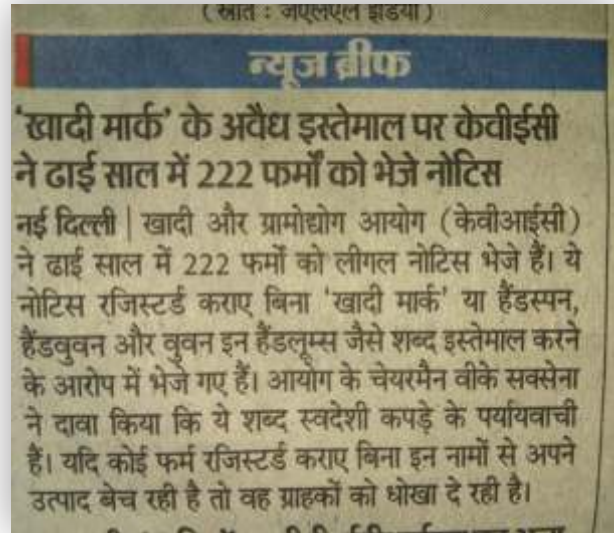 (स्रोत : जेएलएल इंडिया)
न्यूज ब्रीफ
'खादी मार्क' के अवैध इस्तेमाल पर केवीईसी
ने ढाई साल में 222 फर्मों को भेजे नोटिस
नई दिल्ली | खादी और ग्रामोद्योग आयोग (केवीआईसी)
ने ढाई साल में 222 फर्मों को लीगल नोटिस भेजे हैं। ये
नोटिस रजिस्टर्ड कराए बिना 'खादी मार्क' या हैंडस्पन,
हैंडवुवन और वुवन इन हैंडलूम्स जैसे शब्द इस्तेमाल करने
के आरोप में भेजे गए हैं। आयोग के चेयरमैन वीके सक्सेना
ने दावा किया कि ये शब्द स्वदेशी कपड़े के पर्यायवाची
हैं। यदि कोई फर्म रजिस्टर्ड कराए बिना इन नामों से अपने
उत्पाद बेच रही है तो वह ग्राहकों को धोखा दे रही है।